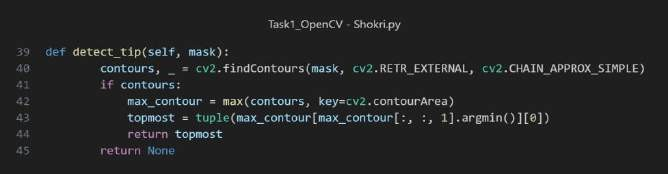 Task1_OpenCV - Shokri.py
39 def detect_tip(self, mask):
40 contours, _ = cv2.findContours(mask, cv2.RETR_EXTERNAL, cv2.CHAIN_APPROX_SIMPLE)
41 if contours:
42 max_contour = max(contours, key=cv2.contourArea)
43 topmost = tuple(max_contour[max_contour[:, :, 1].argmin()][0])
44 return topmost
45 return None